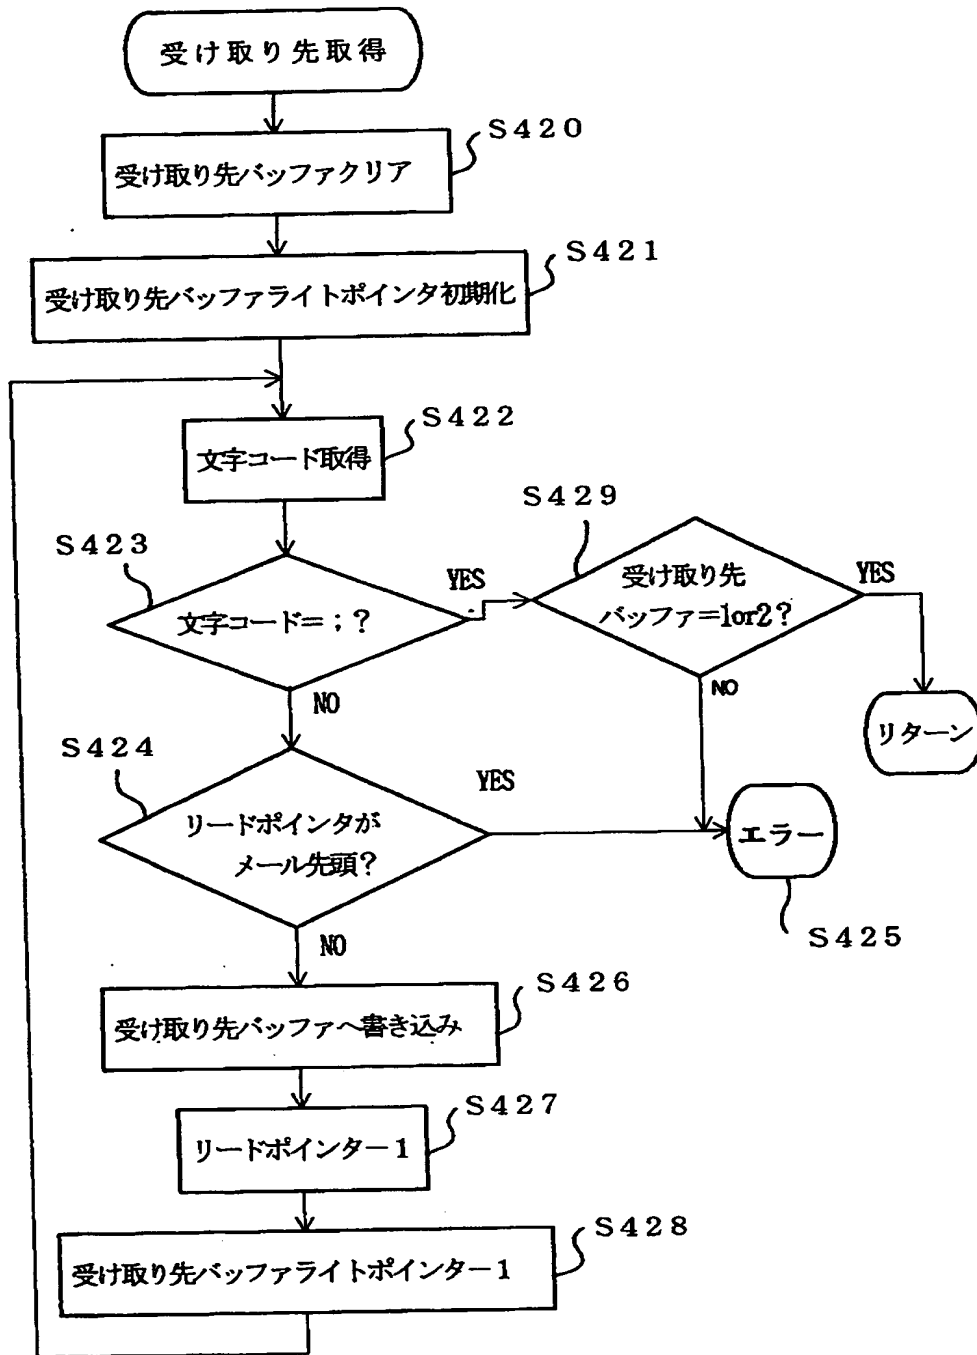 受け取り先取得
S420
受け取り先バッファクリア
S421
受け取り先バッファライトポインタ初期化
S422
文字コード取得
S423
文字コード=;?
YES
NO
S429
受け取り先
バッファ=1or2?
YES
NO
リターン
S424
リードポインタが
メール先頭?
YES
NO
エラー
S425
S426
受け取り先バッファへ書き込み
S427
リードポインター1
S428
受け取り先バッファライトポインター1